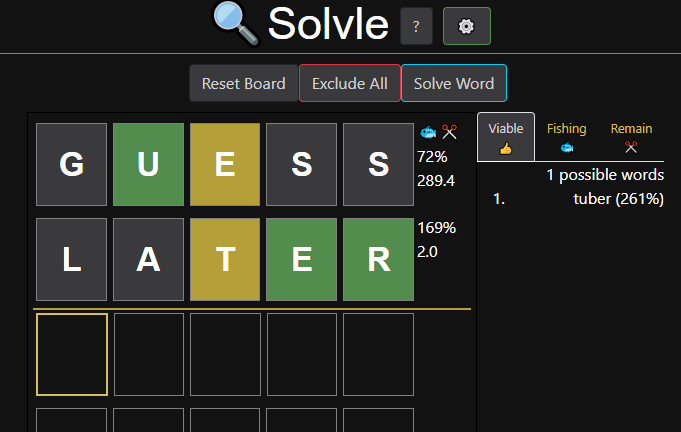 Solvle ?
Reset Board Exclude All Solve Word
G U E S S
72%
289.4
L A T E R
169%
2.0
Viable Fishing Remain
1 possible words
1. tuber (261%)